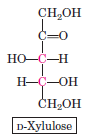 CH₂OH
C=O
HO—C—H
H—C—OH
CH₂OH
D-Xylulose